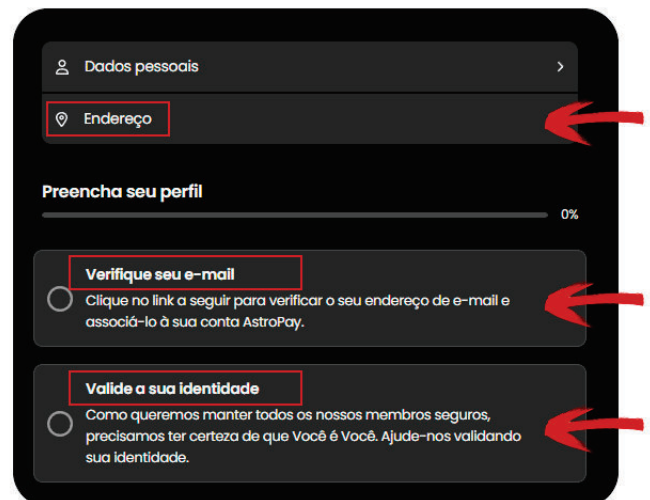 Dados pessoais
Endereço
Preencha seu perfil
0%
Verifique seu e-mail
Clique no link a seguir para verificar o seu endereço de e-mail e
associá-lo à sua conta AstroPay.
Valide a sua identidade
Como queremos manter todos os nossos membros seguros,
precisamos ter certeza de que Você é Você. Ajude-nos validando
sua identidade.